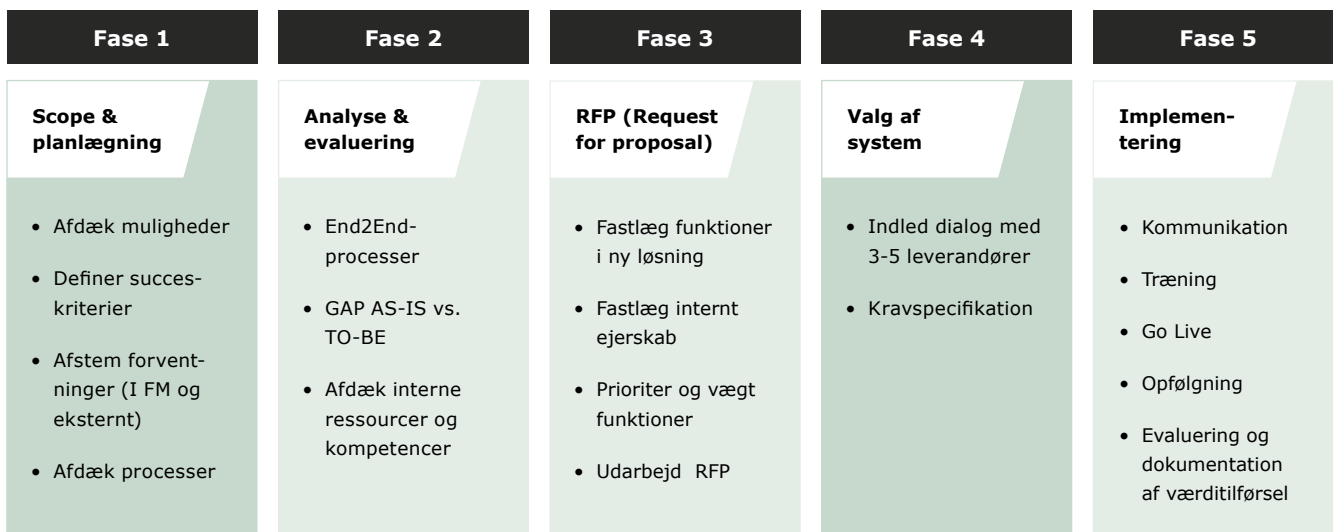 Fase 1
Scope &
planlægning
• Afdæk muligheder
• Definer succes-
kriterier
• Afstem forvent-
ninger (I FM og
eksternt)
• Afdæk processer
Fase 2
Analyse &
evaluering
• End2End-
processer
• GAP AS-IS vs.
TO-BE
• Afdæk interne
ressourcer og
kompetencer
Fase 3
RFP (Request
for proposal)
• Fastlæg funktioner
i ny løsning
• Fastlæg internt
ejerskab
• Prioriter og vægt
funktioner
• Udarbejd RFP
Fase 4
Valg af
system
• Indled dialog med
3-5 leverandører
• Kravspecifikation
Fase 5
Implemen-
tering
• Kommunikation
• Træning
• Go Live
• Opfølgning
• Evaluering og
dokumentation
af værditilførsel